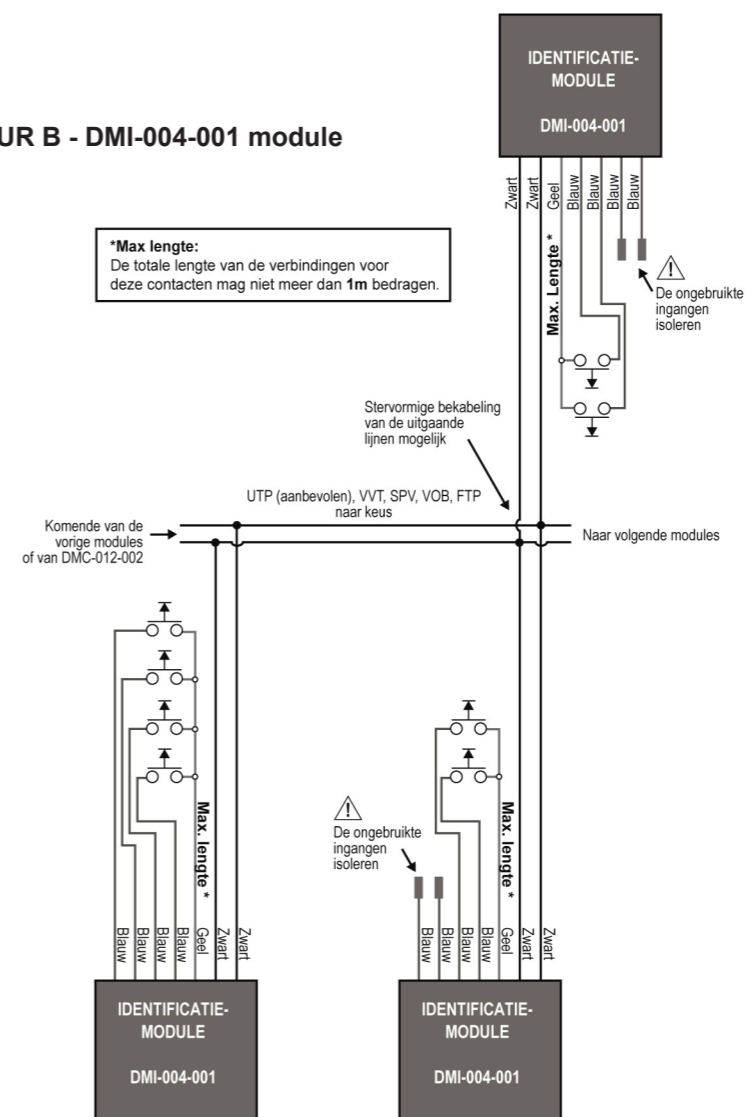 IDENTIFICATIE-
MODULE
DMI-004-001
UR B - DMI-004-001 module
Zwart
Zwart
Geel
Blauw
Blauw
Blauw
Blauw
*Max lengte:
De totale lengte van de verbindingen voor
deze contacten mag niet meer dan 1m bedragen.
Max. Lengte *
De ongebruikte
ingangen
isoleren
Stervormige bekabeling
van de uitgaande
lijnen mogelijk
UTP (aanbevolen), VVT, SPV, VOB, FTP
naar keus
Komende van de
vorige modules
of van DMC-012-002
Naar volgende modules
Max. lengte *
Blauw
Blauw
Blauw
Blauw
Geel
Zwart
Zwart
IDENTIFICATIE-
MODULE
DMI-004-001
De ongebruikte
ingangen
isoleren
Max. lengte *
Blauw
Blauw
Blauw
Blauw
Geel
Zwart
Zwart
IDENTIFICATIE-
MODULE
DMI-004-001